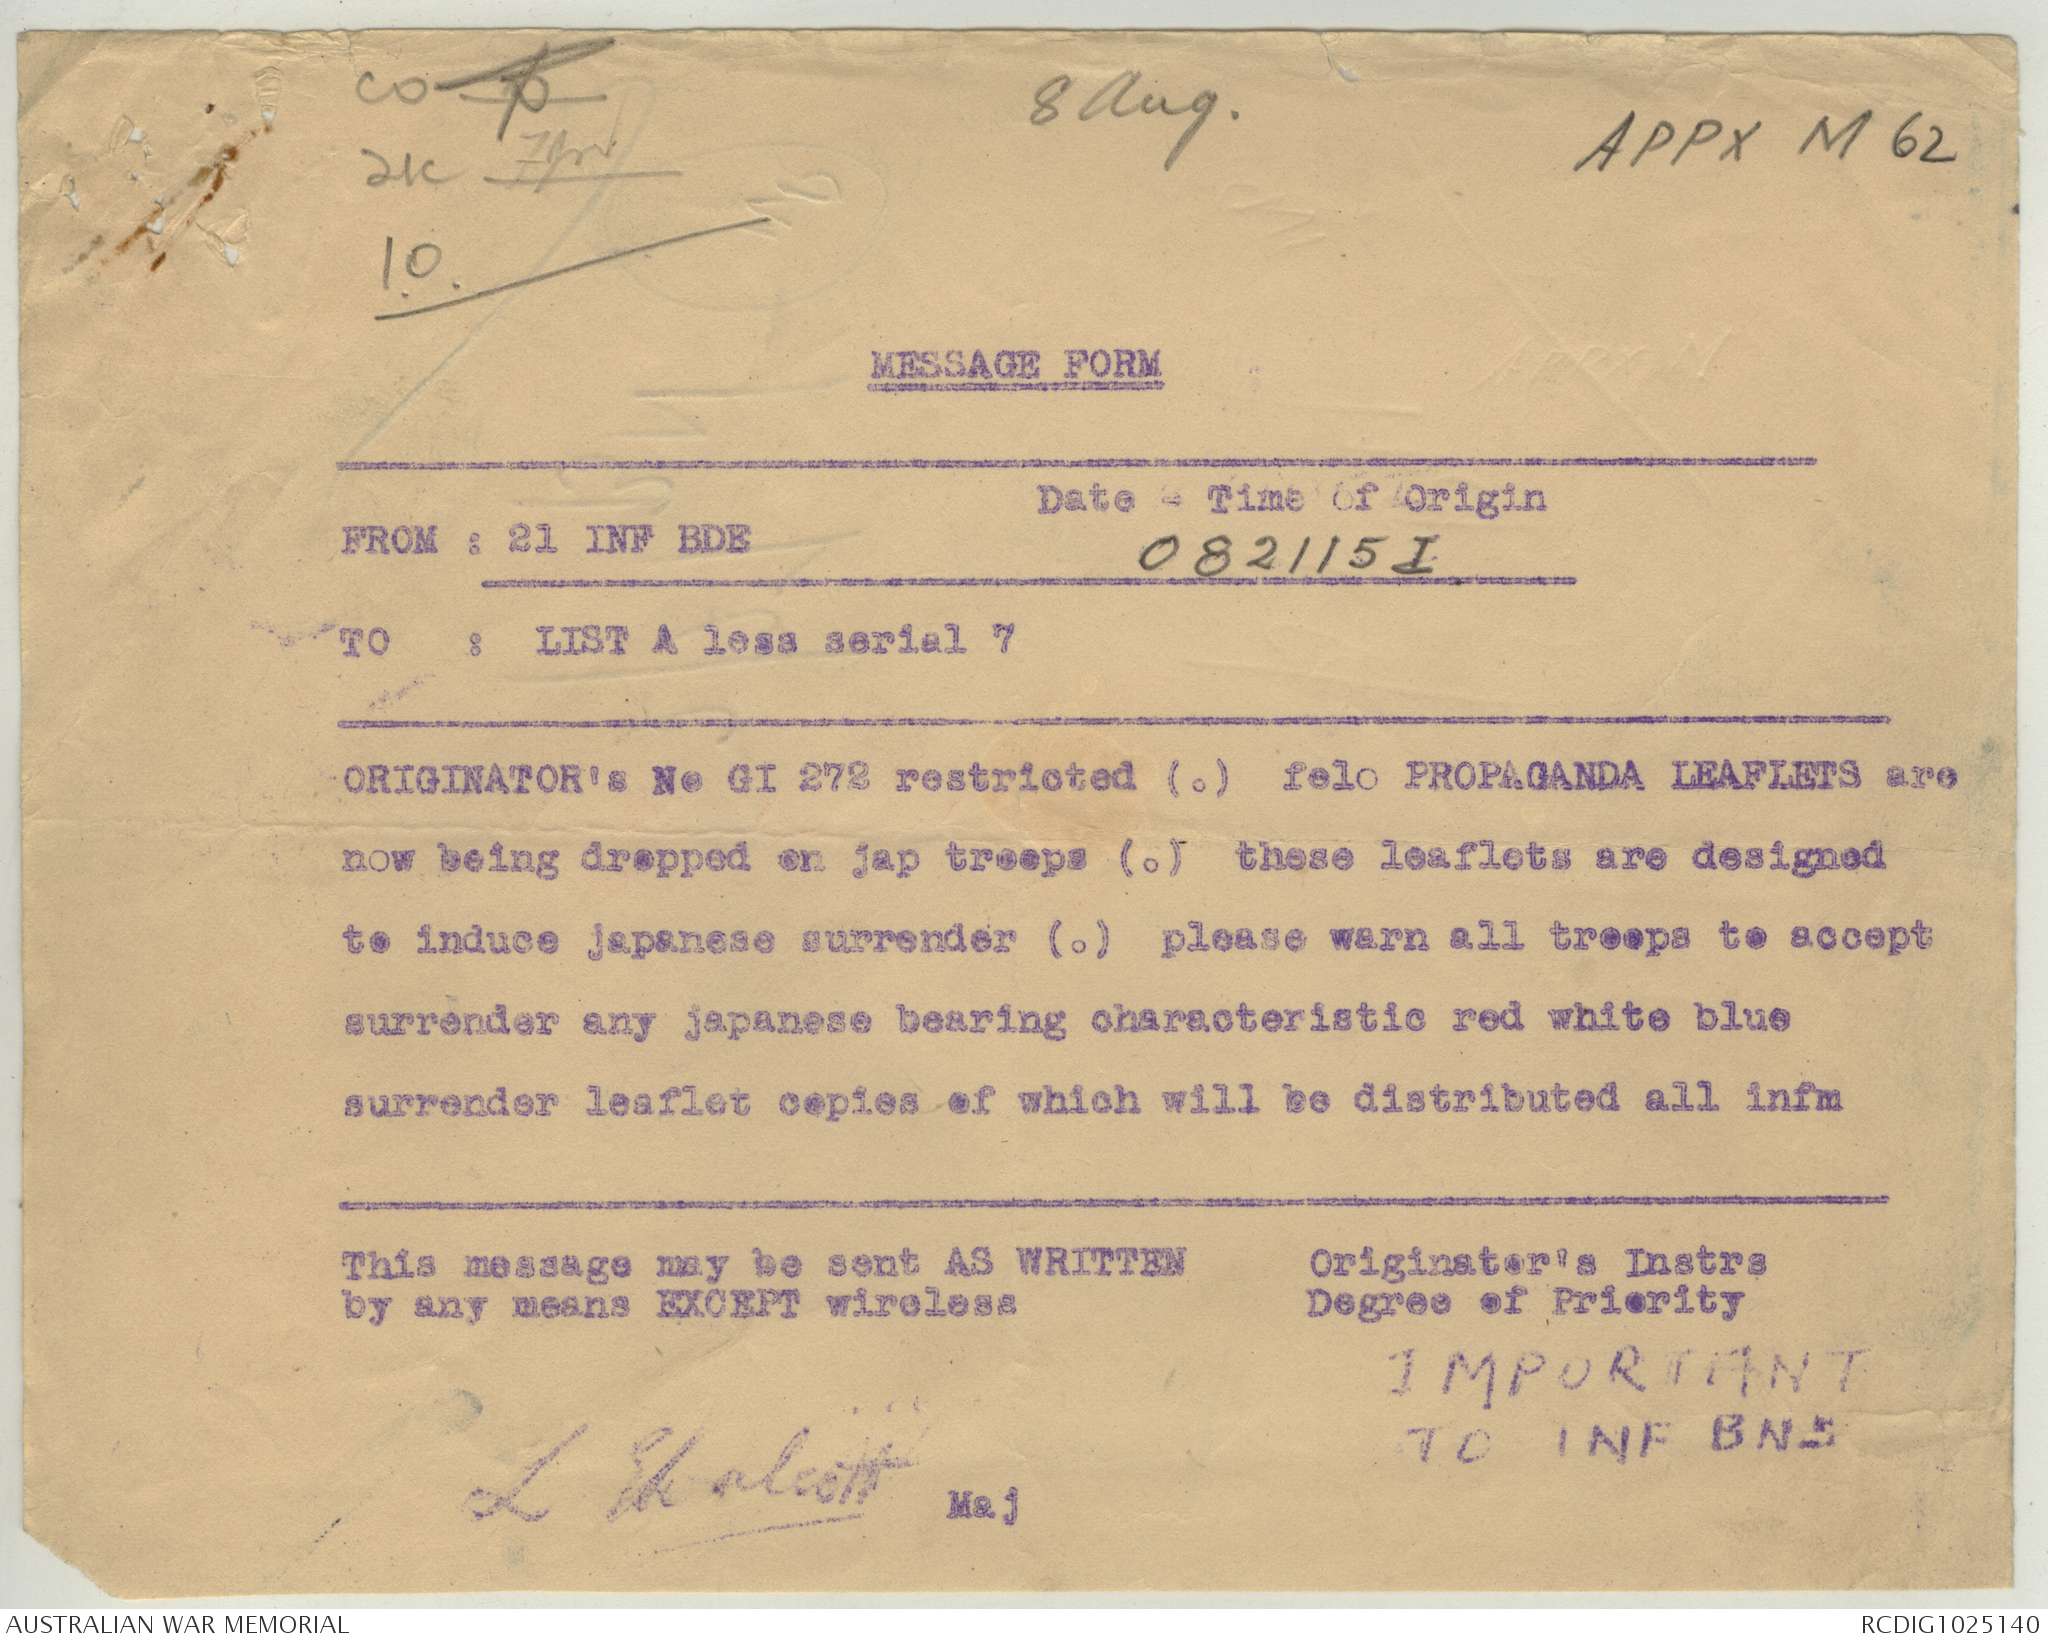 CO
8 Aug.
APPX M 62
2IC
I.O.
MESSAGE FORM
Date - Time Of Origin
FROM : 21 INF BDE
082115I
TO : LIST A less serial 7
ORIGINATOR's No GI 272 restricted (.) felo PROPAGANDA LEAFLETS are
now being dropped on jap troops (.) these leaflets are designed
to induce japanese surrender (.) please warn all troops to accept
surrender any japanese bearing characteristic red white blue
surrender leaflet copies of which will be distributed all infm
This message may be sent AS WRITTEN
by any means EXCEPT wireless
Originator's Instrs
Degree of Priority
IMPORTANT
TO INF BNS
Maj
AUSTRALIAN WAR MEMORIAL
RCDIG1025140